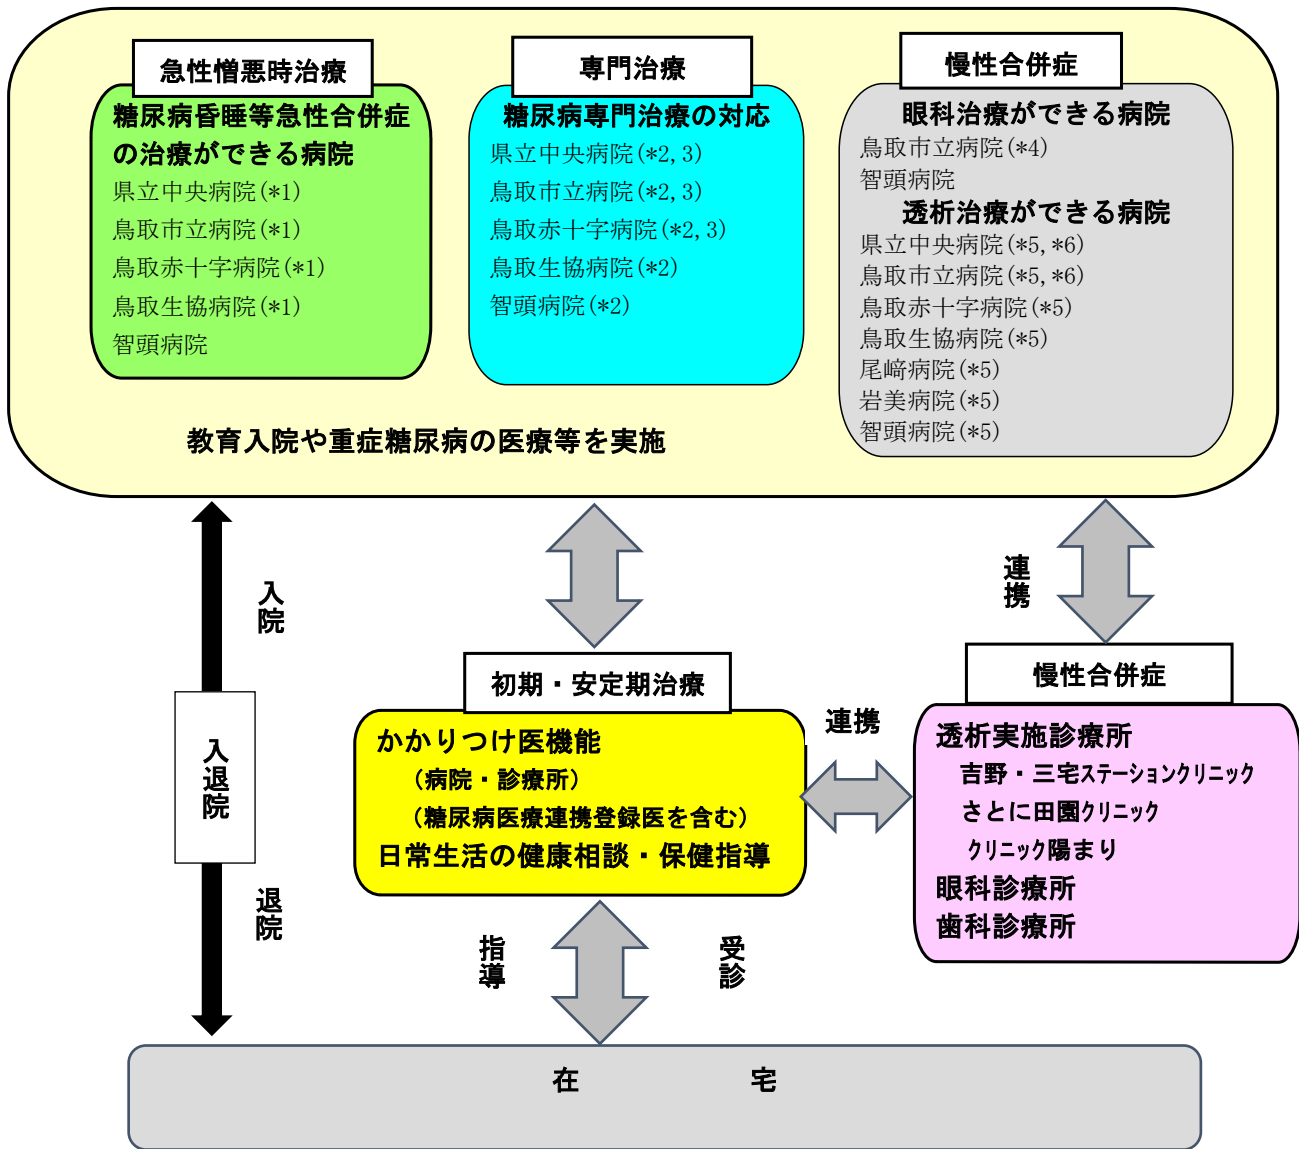 急性憎悪時治療
糖尿病昏睡等急性合併症
の治療ができる病院
県立中央病院(*1)
鳥取市立病院(*1)
鳥取赤十字病院(*1)
鳥取生協病院(*1)
智頭病院
専門治療
糖尿病専門治療の対応
県立中央病院(*2,3)
鳥取市立病院(*2,3)
鳥取赤十字病院(*2,3)
鳥取生協病院(*2)
智頭病院(*2)
慢性合併症
眼科治療ができる病院
鳥取市立病院(*4)
智頭病院
透析治療ができる病院
県立中央病院(*5,*6)
鳥取市立病院(*5,*6)
鳥取赤十字病院(*5)
鳥取生協病院(*5)
尾﨑病院(*5)
岩美病院(*5)
智頭病院(*5)
教育入院や重症糖尿病の医療等を実施
入院
入退院
退院
連携
初期・安定期治療
かかりつけ医機能
（病院・診療所）
（糖尿病医療連携登録医を含む）
日常生活の健康相談・保健指導
連携
慢性合併症
透析実施診療所
吉野・三宅ｽﾃｰｼｮﾝｸﾘﾆｯｸ
さとに田園ｸﾘﾆｯｸ
ｸﾘﾆｯｸ陽まり
眼科診療所
歯科診療所
指導
受診
在　宅